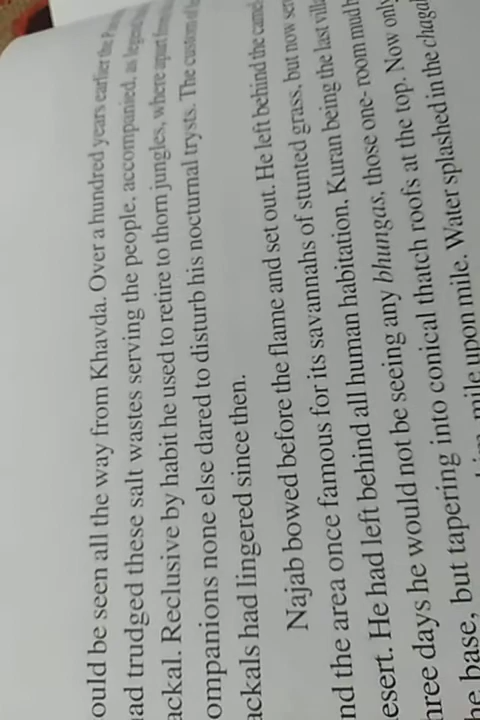 ould be seen all the way from Khavda. Over a hundred years earlier the
ad trudged these salt wastes serving the people, accompanied, as
ackal. Reclusive by habit he used to retire to thorn jungles, where apart
ompanions none else dared to disturb his nocturnal trysts. The custom of
ackals had lingered since then.
Najab bowed before the flame and set out. He left behind the
nd the area once famous for its savannahs of stunted grass, but now
esert. He had left behind all human habitation, Kuran being the last
hree days he would not be seeing any bhungas, those one-room mud
he base, but tapering into conical thatch roofs at the top. Now only
mile upon mile. Water splashed in the